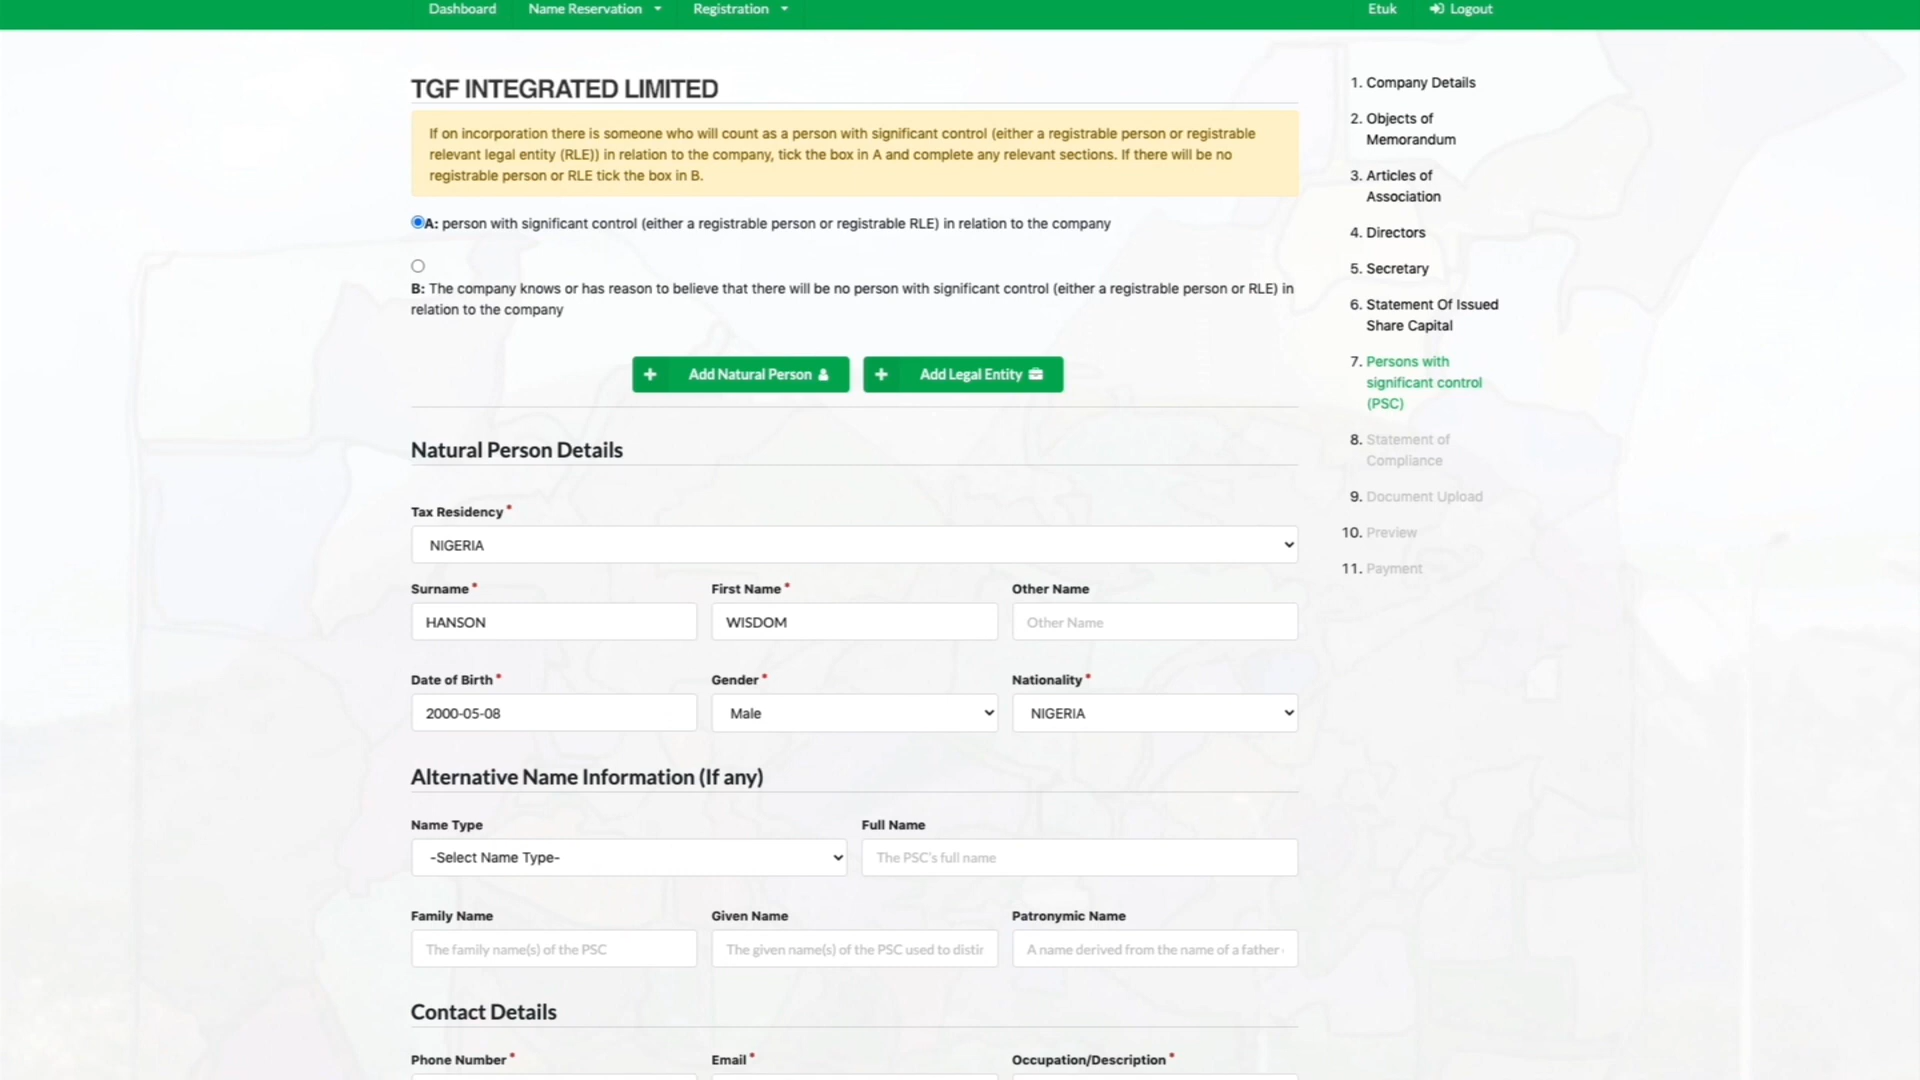 Dashboard Name Reservation Registration Etuk Logout
TGF INTEGRATED LIMITED
If on incorporation there is someone who will count as a person with significant control (either a registrable person or registrable
relevant legal entity (RLE)) in relation to the company, tick the box in A and complete any relevant sections. If there will be no
registrable person or RLE tick the box in B.
A: person with significant control (either a registrable person or registrable RLE) in relation to the company
B: The company knows or has reason to believe that there will be no person with significant control (either a registrable person or RLE) in
relation to the company
+ Add Natural Person + Add Legal Entity
Natural Person Details
Tax Residency *
NIGERIA
Surname * First Name * Other Name
HANSON WISDOM Other Name
Date of Birth * Gender * Nationality *
2000-05-08 Male NIGERIA
Alternative Name Information (If any)
Name Type Full Name
-Select Name Type- The PSC's full name
Family Name Given Name Patronymic Name
The family name(s) of the PSC The given name(s) of the PSC used to distir A name derived from the name of a father
Contact Details
Phone Number * Email * Occupation/Description *
1. Company Details
2. Objects of
Memorandum
3. Articles of
Association
4. Directors
5. Secretary
6. Statement Of Issued
Share Capital
7. Persons with
significant control
(PSC)
8. Statement of
Compliance
9. Document Upload
10. Preview
11. Payment